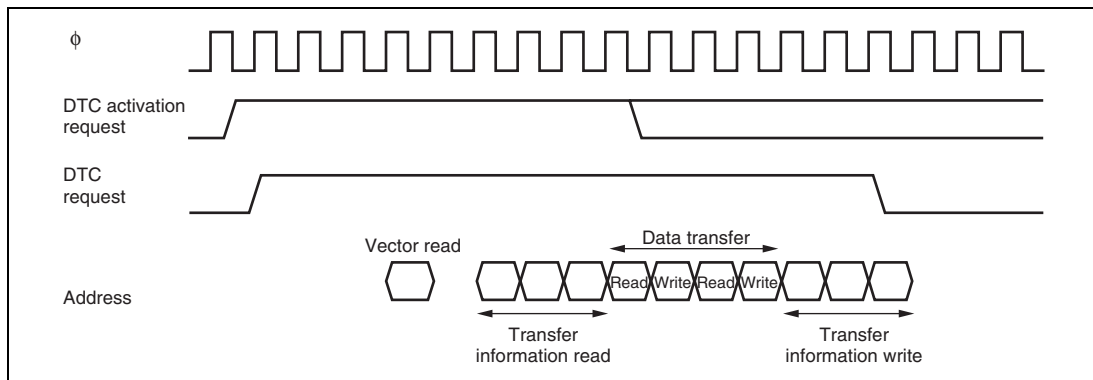 ϕ
DTC activation
request
DTC
request
Vector read
Data transfer
Address
Read Write Read Write
Transfer
information read
Transfer
information write